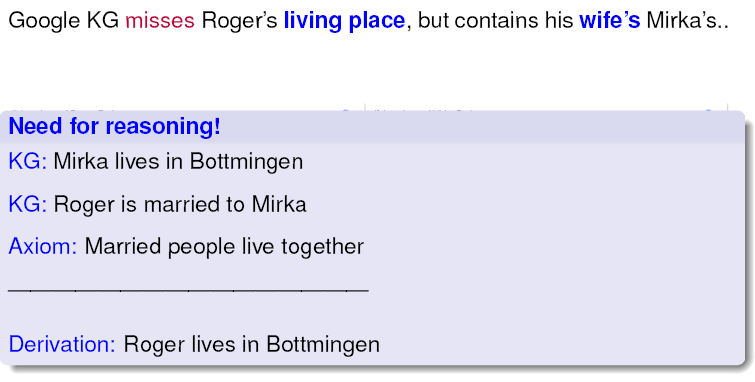 Google KG misses Roger’s living place, but contains his wife’s Mirka’s..
Need for reasoning!
KG: Mirka lives in Bottmingen
KG: Roger is married to Mirka
Axiom: Married people live together
Derivation: Roger lives in Bottmingen